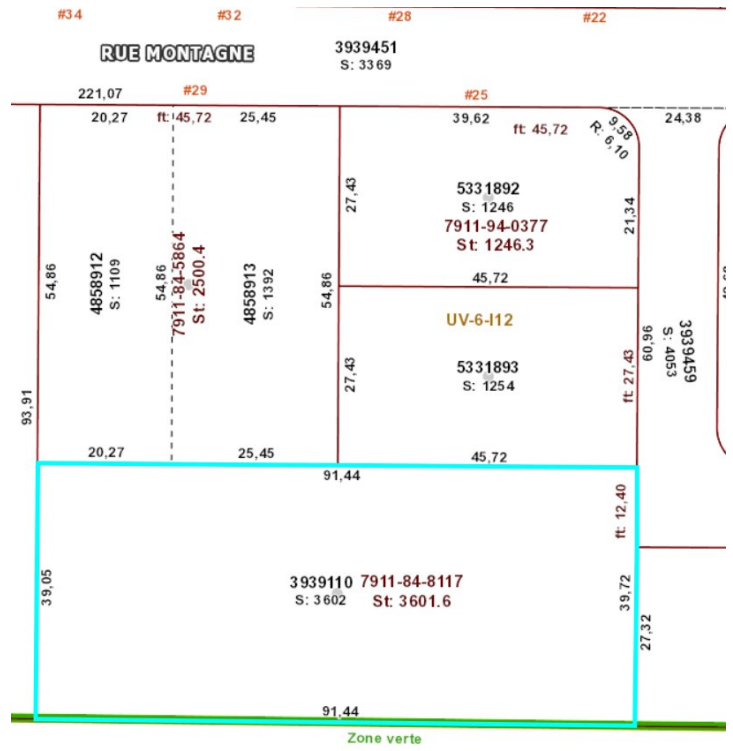 #34
#32
#28
#22
RUE MONTAGNE
3939451
S: 3369
221,07
#29
#25
20,27
ft: 45,72
25,45
39,62
ft: 45,72
9,58
R: 6,10
24,38
27,43
5331892
S: 1246
7911-94-0377
St: 1246.3
21,34
54,86
4858912
S: 1109
54,86
7911-84-5864
St: 2500.4
4858913
S: 1392
54,86
45,72
UV-6-I12
27,43
5331893
S: 1254
ft: 27,43
60,96
3939459
S: 4053
93,91
20,27
25,45
45,72
91,44
ft: 12,40
39,05
3939110
S: 3602
7911-84-8117
St: 3601.6
39,72
27,32
91,44
Zone verte